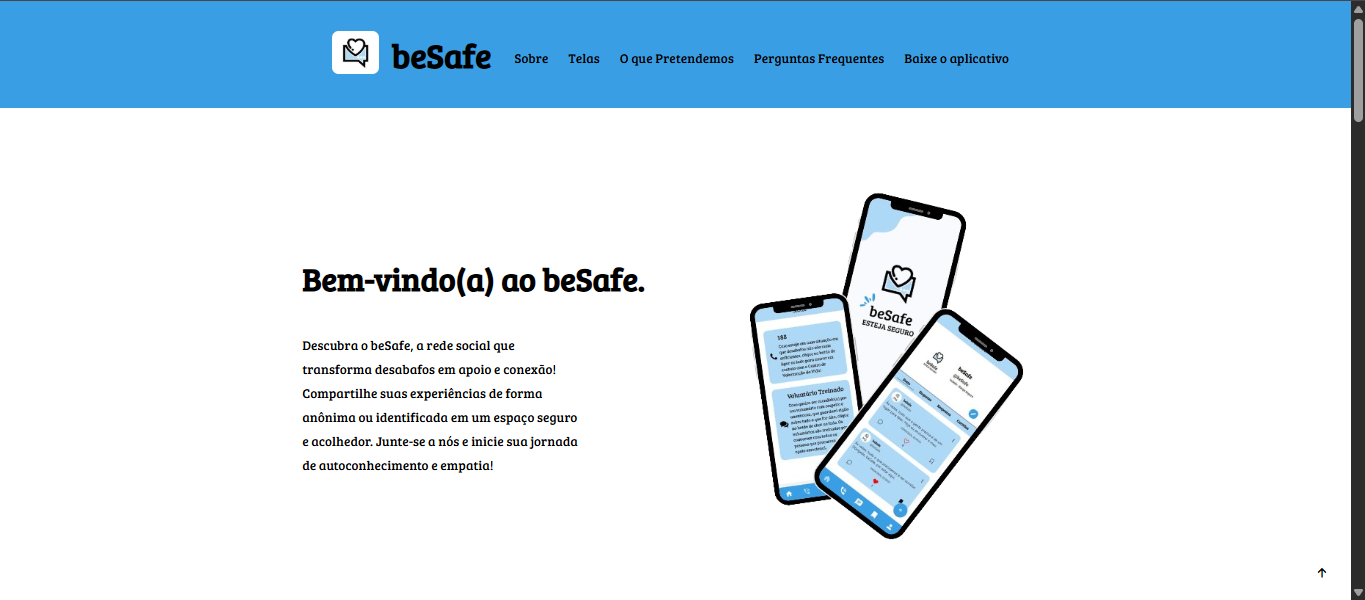 beSafe
Sobre
Telas
O que Pretendemos
Perguntas Frequentes
Baixe o aplicativo
Bem-vindo(a) ao beSafe.
Descubra o beSafe, a rede social que
transforma desabafos em apoio e conexão!
Compartilhe suas experiências de forma
anônima ou identificada em um espaço seguro
e acolhedor. Junte-se a nós e inicie sua jornada
de autoconhecimento e empatia!
beSafe
ESTEJA SEGURO
188
Voluntário Treinado
beSafe
@beSafe